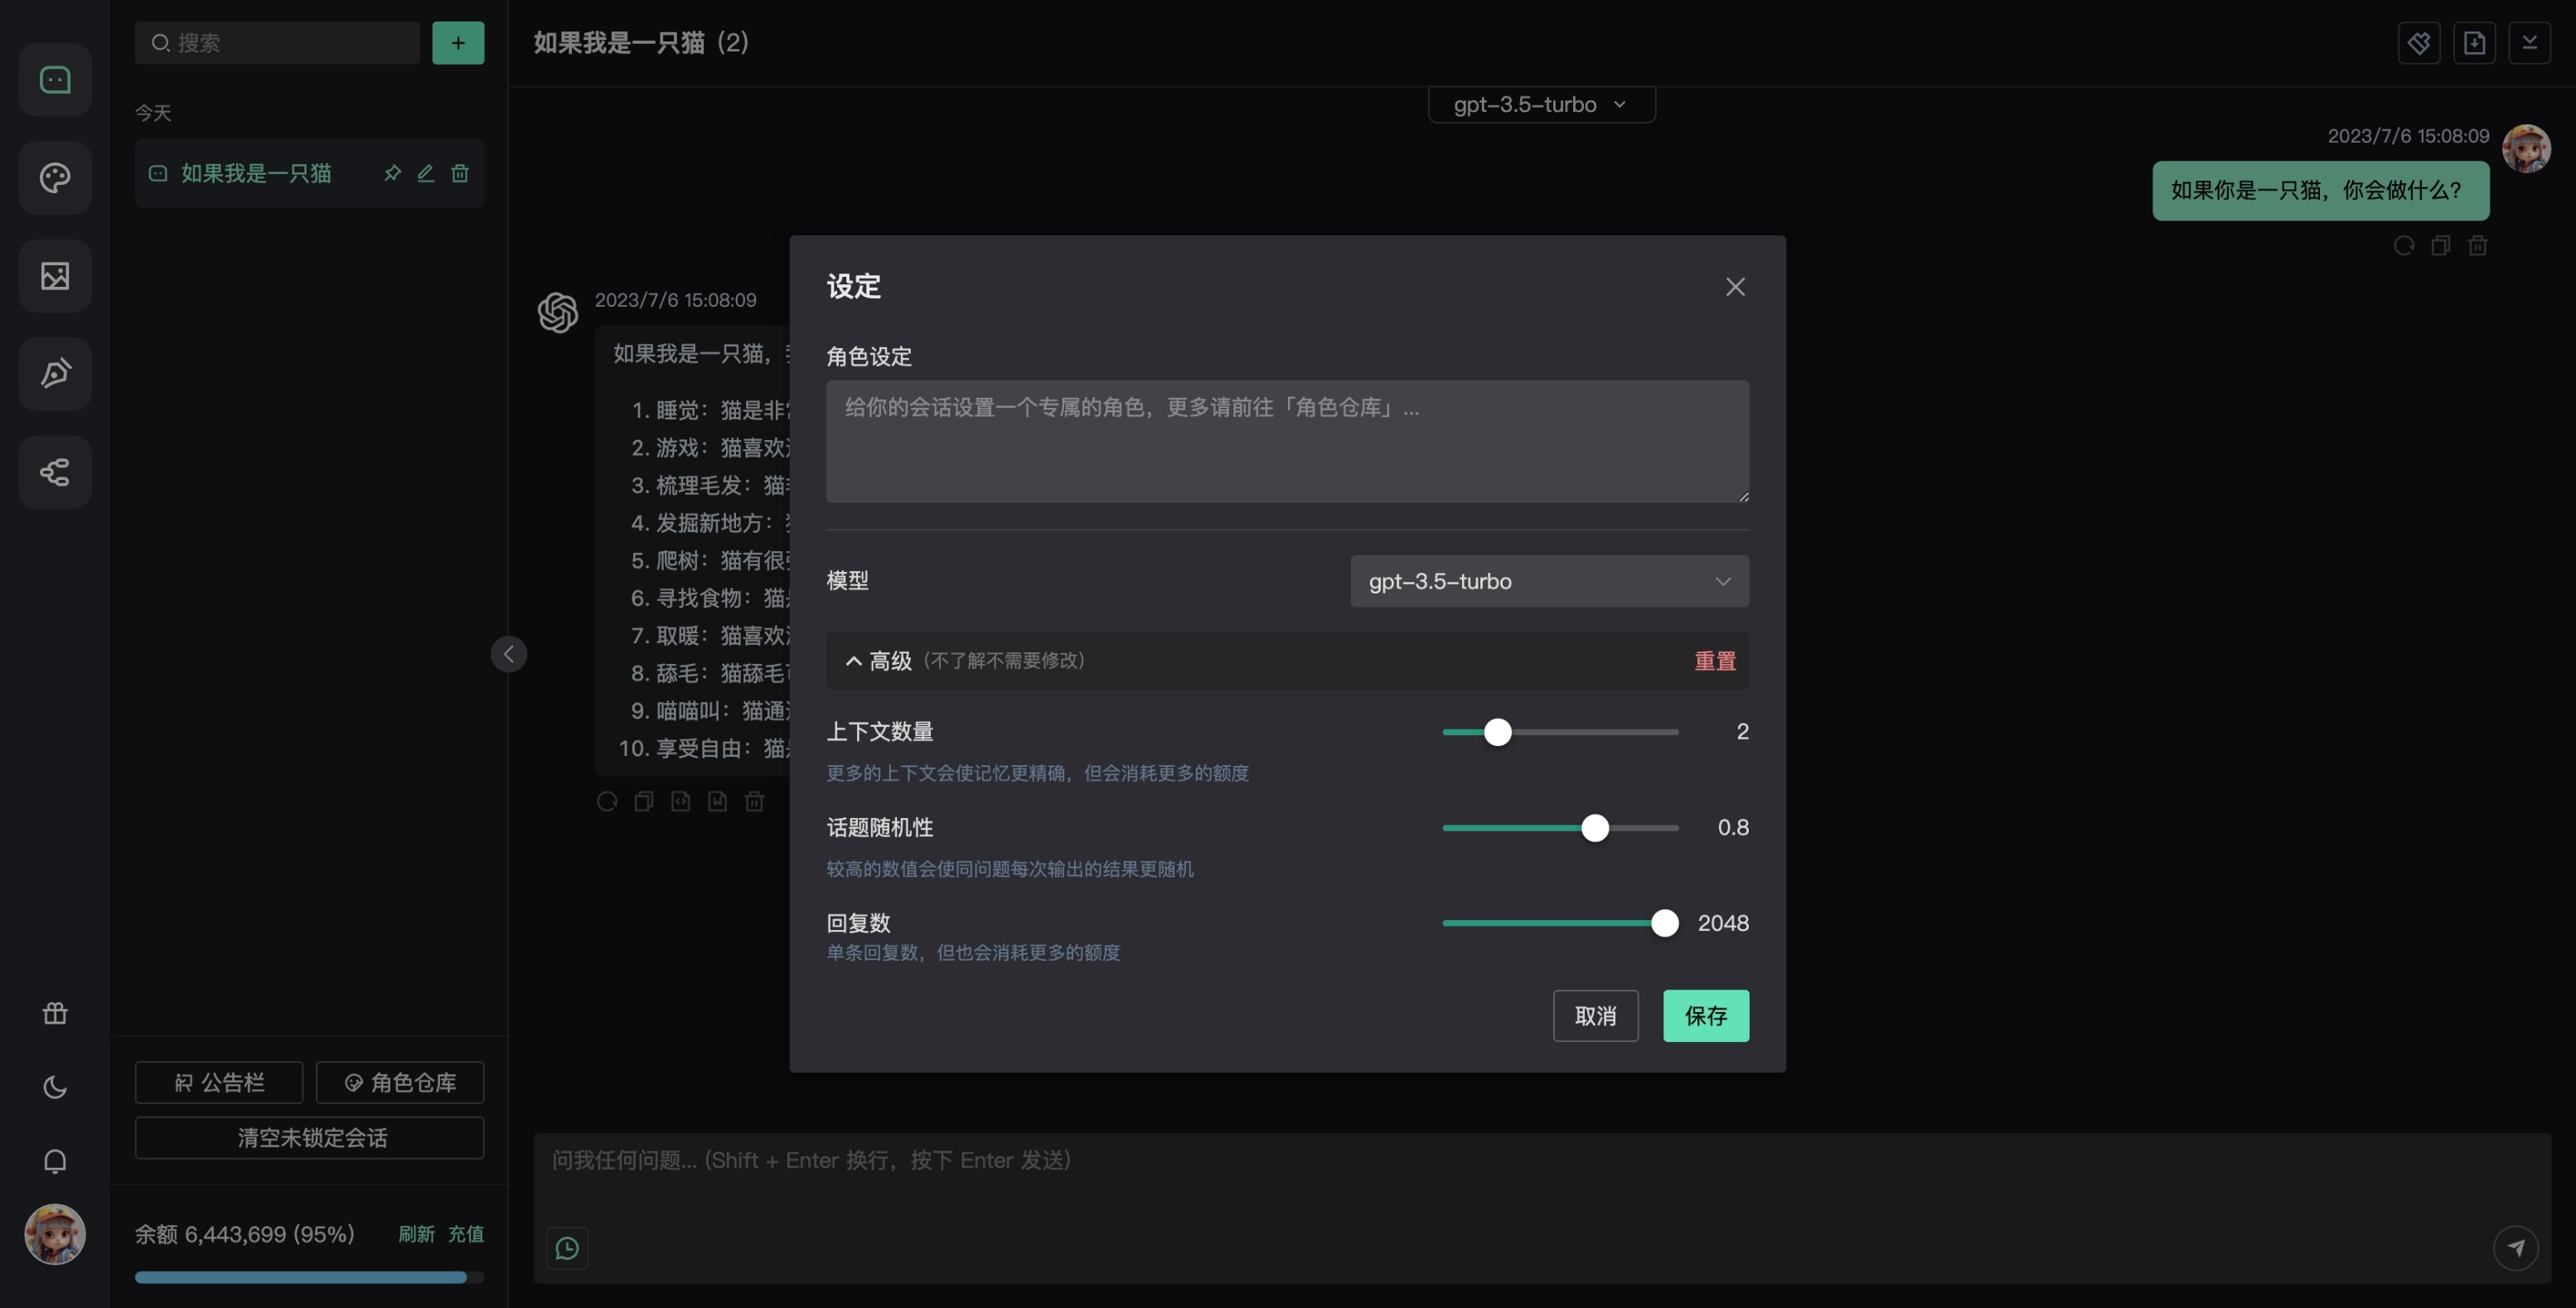 搜索
+
今天
如果我是一只猫
公告栏
角色仓库
清空未锁定会话
余额 6,443,699 (95%) 刷新 充值
如果我是一只猫 (2)
gpt-3.5-turbo
2023/7/6 15:08:09
如果你是一只猫，你会做什么？
2023/7/6 15:08:09
如果我是一只猫，
1. 睡觉：猫是非
2. 游戏：猫喜欢
3. 梳理毛发：猫
4. 发掘新地方：
5. 爬树：猫有很
6. 寻找食物：猫
7. 取暖：猫喜欢
8. 舔毛：猫舔毛
9. 喵喵叫：猫通
10. 享受自由：猫
设定
角色设定
给你的会话设置一个专属的角色，更多请前往「角色仓库」...
模型
gpt-3.5-turbo
高级（不了解不需要修改）
重置
上下文数量
2
更多的上下文会使记忆更精确，但会消耗更多的额度
话题随机性
0.8
较高的数值会使同问题每次输出的结果更随机
回复数
2048
单条回复数，但也会消耗更多的额度
取消
保存
问我任何问题...（Shift + Enter 换行，按下 Enter 发送）